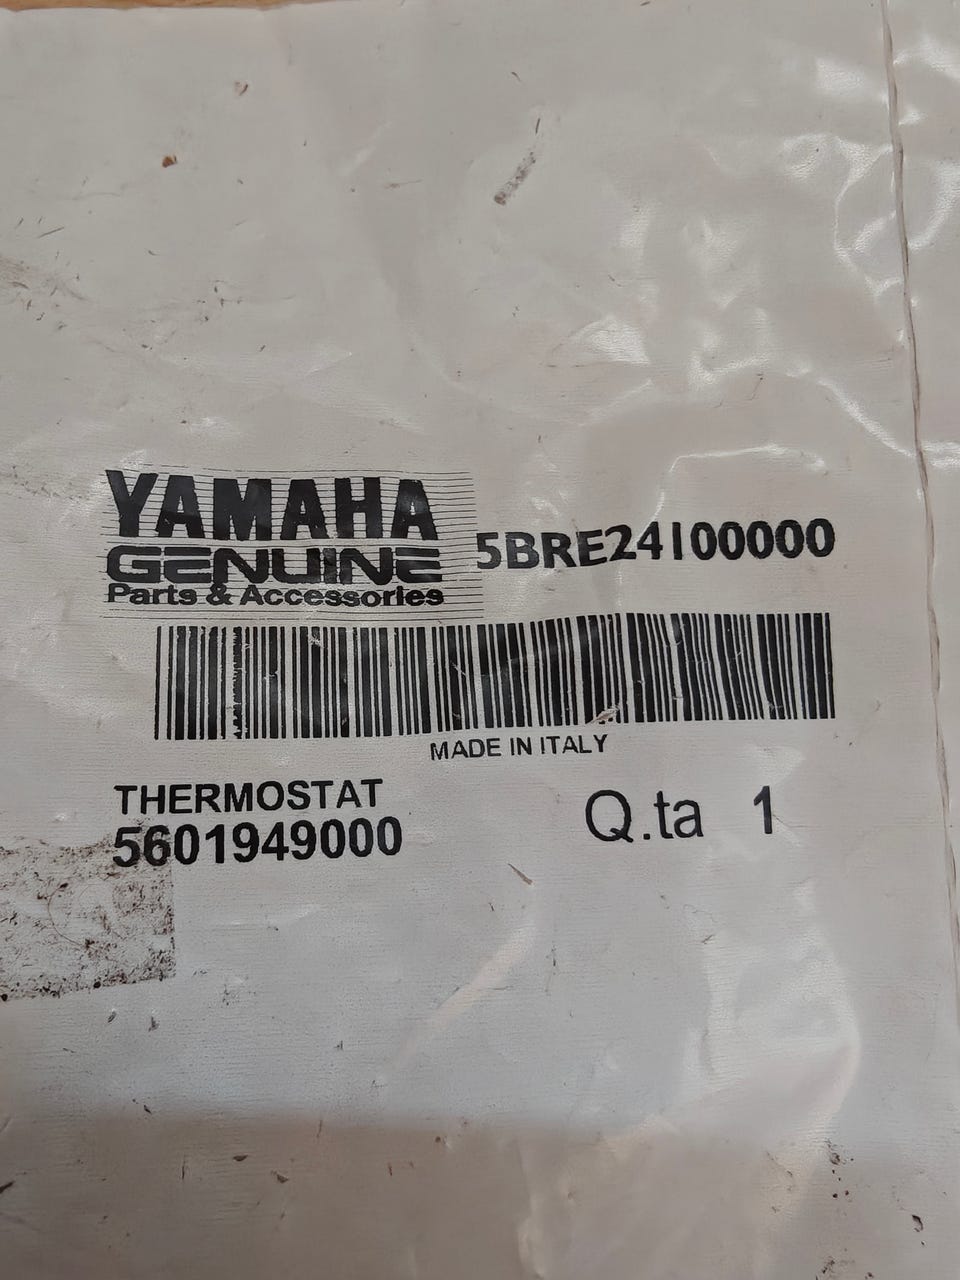 YAMAHA
GENUINE
Parts & Accessories
5BRE24100000
MADE IN ITALY
THERMOSTAT
5601949000
Q.ta 1